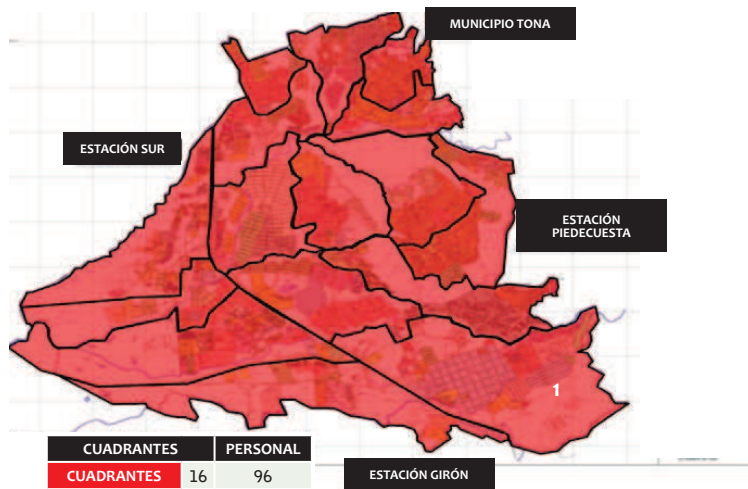 MUNICIPIO TONA
ESTACIÓN SUR
ESTACIÓN
PIEDECUESTA
1
CUADRANTES PERSONAL
CUADRANTES 16 96
ESTACIÓN GIRÓN